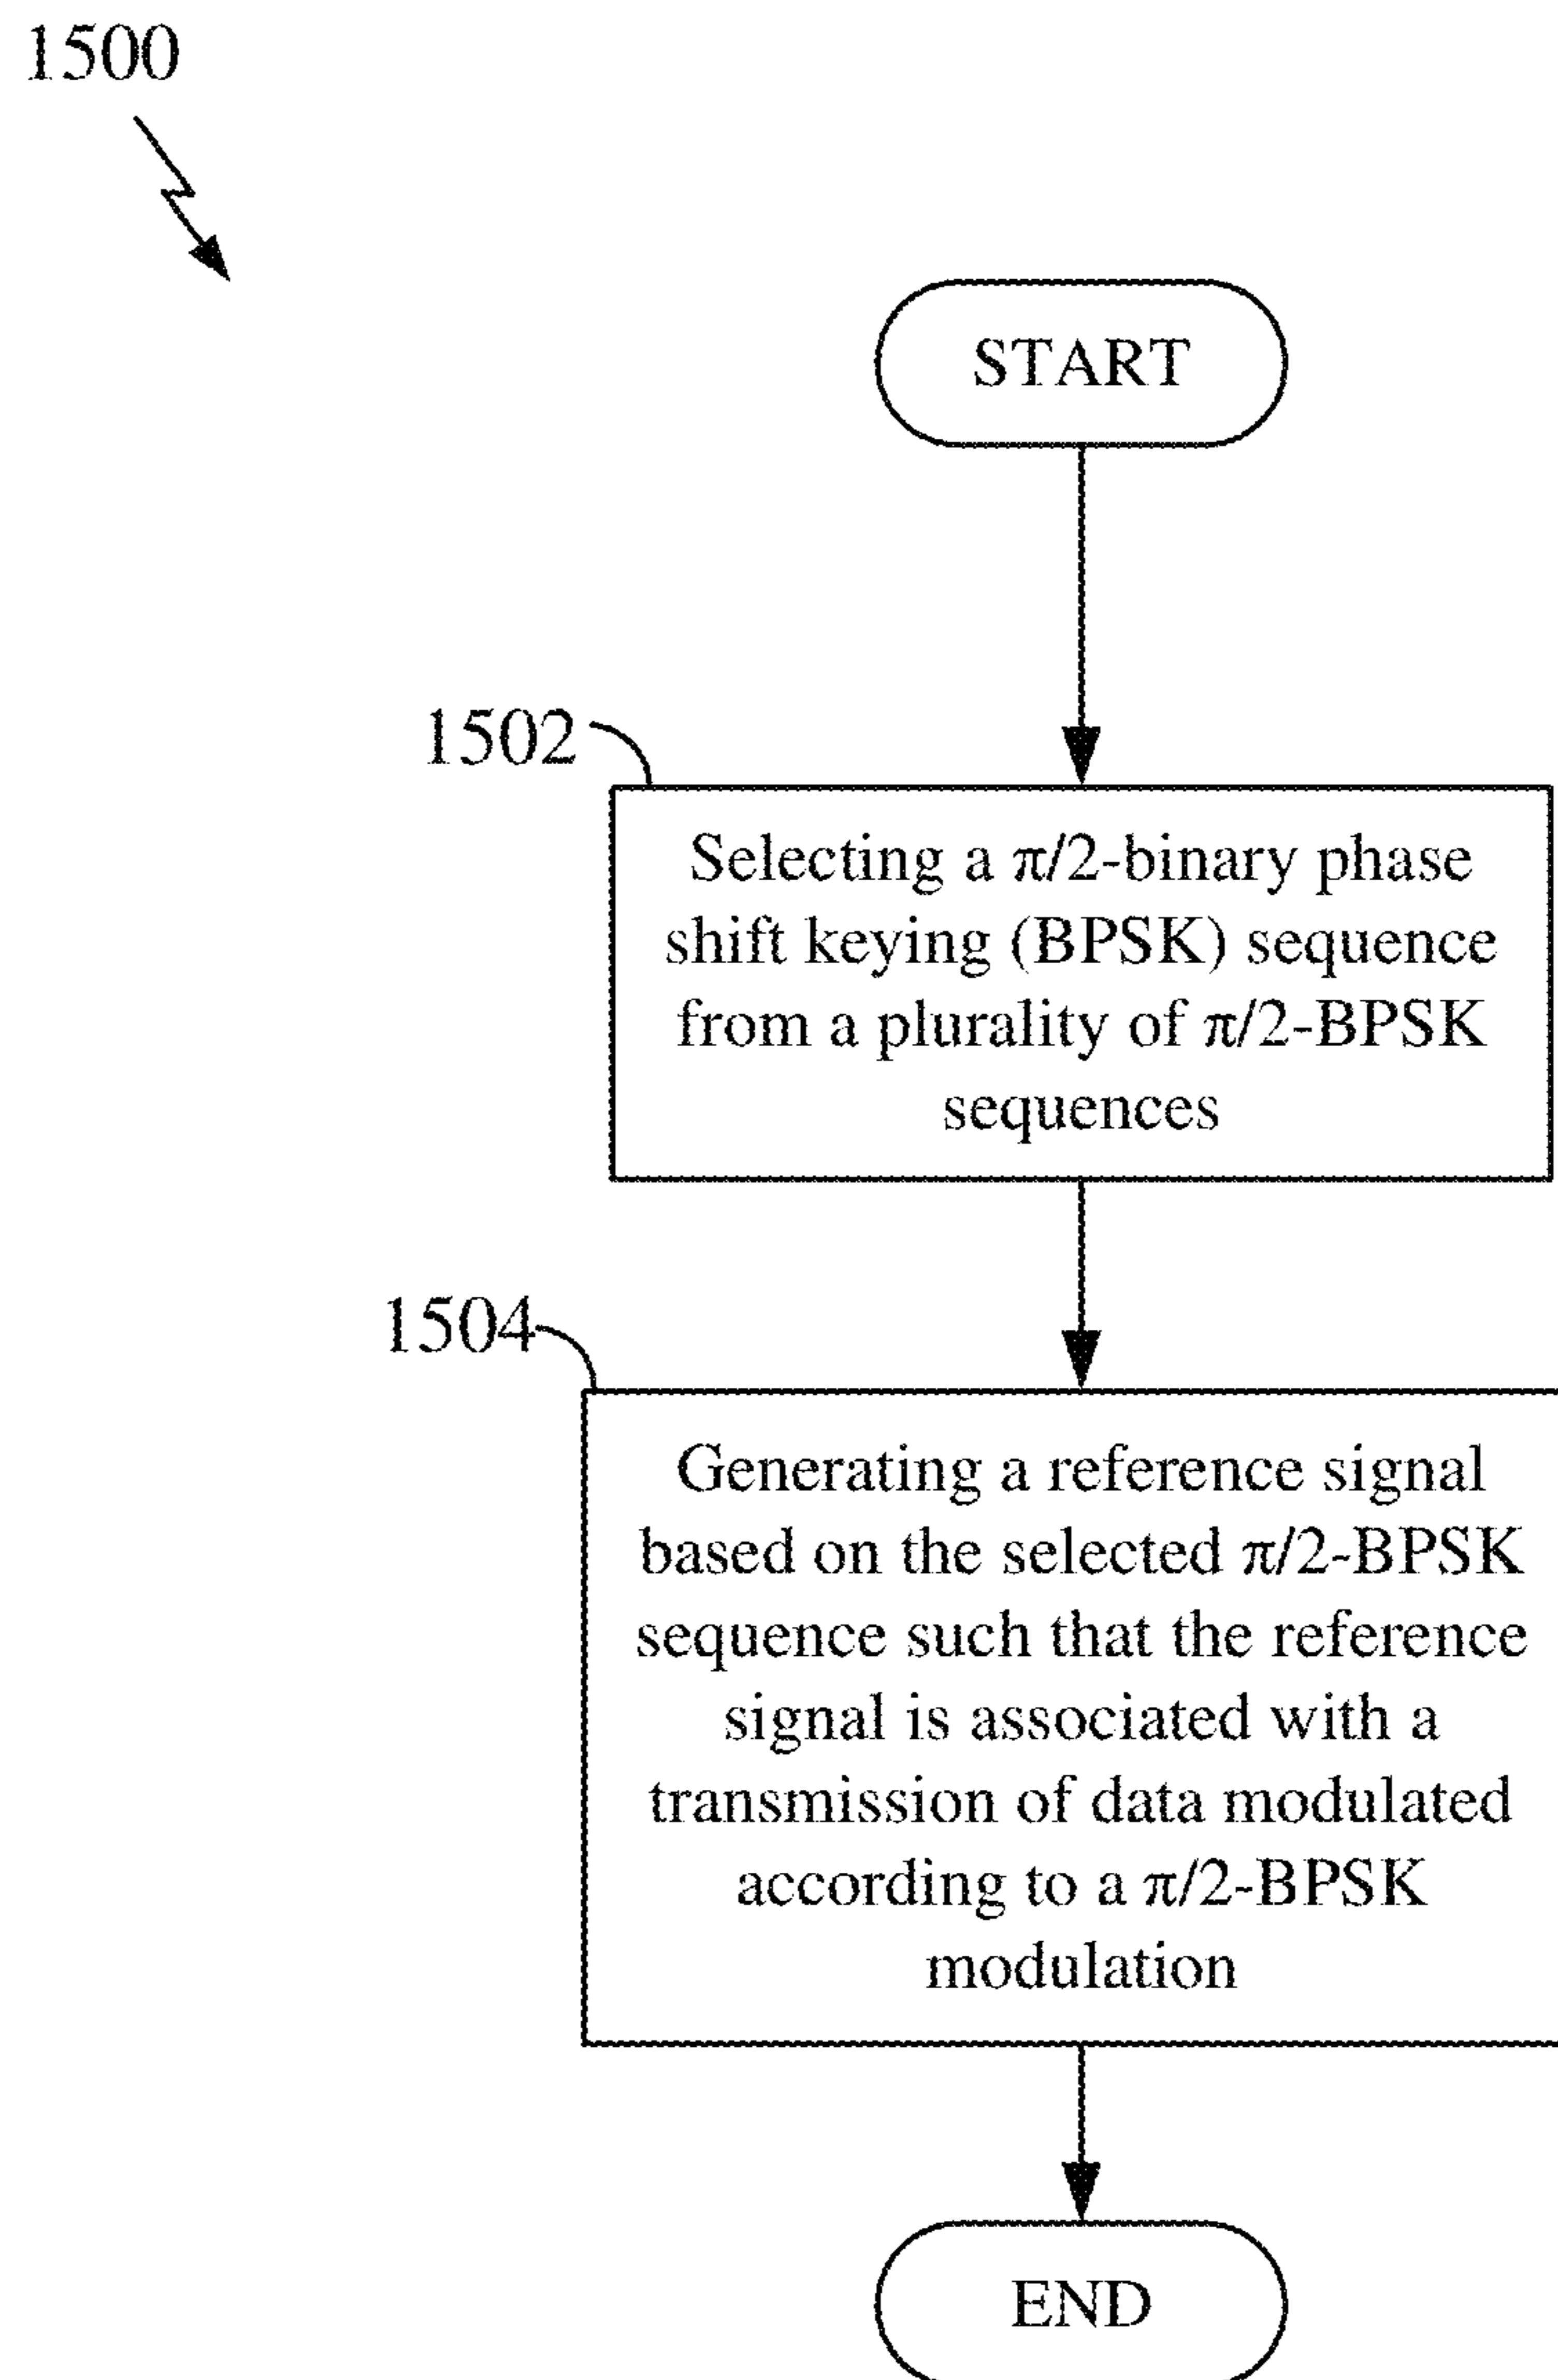 1500
START
1502
Selecting a π/2-binary phase
shift keying (BPSK) sequence
from a plurality of π/2-BPSK
sequences
1504
Generating a reference signal
based on the selected π/2-BPSK
sequence such that the reference
signal is associated with a
transmission of data modulated
according to a π/2-BPSK
modulation
END